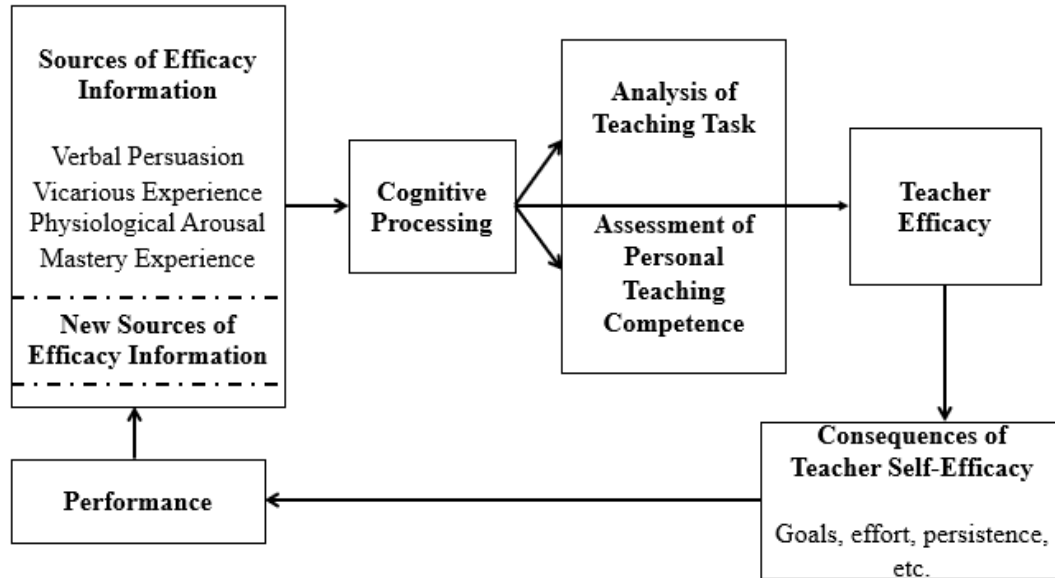 Sources of Efficacy
Information
Verbal Persuasion
Vicarious Experience
Physiological Arousal
Mastery Experience
New Sources of
Efficacy Information
Performance
Cognitive
Processing
Analysis of
Teaching Task
Assessment of
Personal
Teaching
Competence
Teacher
Efficacy
Consequences of
Teacher Self-Efficacy
Goals, effort, persistence,
etc.